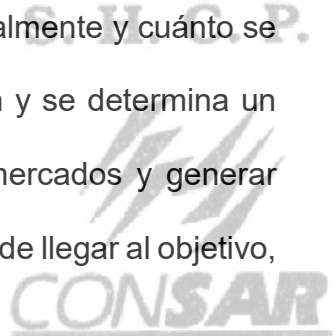 S. H. C. P.
almente y cuánto se
y se determina un
mercados y generar
de llegar al objetivo,
CONSAR